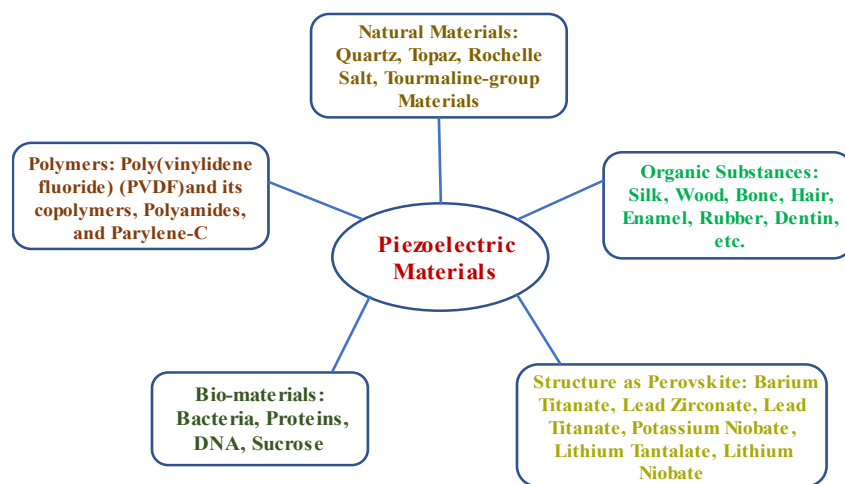 Natural Materials:
Quartz, Topaz, Rochelle
Salt, Tourmaline-group
Materials
Polymers: Poly(vinylidene
fluoride) (PVDF)and its
copolymers, Polyamides,
and Parylene-C
Organic Substances:
Silk, Wood, Bone, Hair,
Enamel, Rubber, Dentin,
etc.
Piezoelectric
Materials
Bio-materials:
Bacteria, Proteins,
DNA, Sucrose
Structure as Perovskite: Barium
Titanate, Lead Zirconate, Lead
Titanate, Potassium Niobate,
Lithium Tantalate, Lithium
Niobate